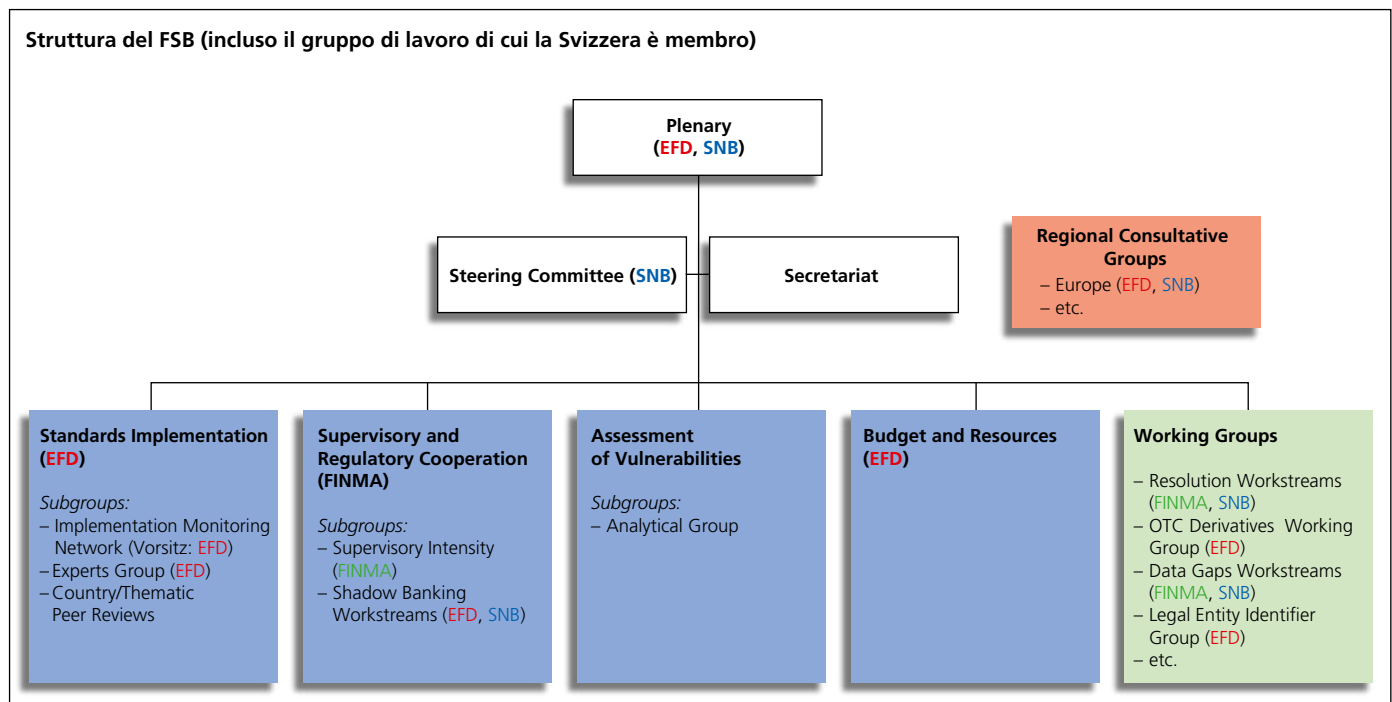 Struttura del FSB (incluso il gruppo di lavoro di cui la Svizzera è membro)
Plenary
(EFD, SNB)
Steering Committee (SNB)
Secretariat
Regional Consultative
Groups
– Europe (EFD, SNB)
– etc.
Standards Implementation
(EFD)
Subgroups:
– Implementation Monitoring
Network (Vorsitz: EFD)
– Experts Group (EFD)
– Country/Thematic
Peer Reviews
Supervisory and
Regulatory Cooperation
(FINMA)
Subgroups:
– Supervisory Intensity
(FINMA)
– Shadow Banking
Workstreams (EFD, SNB)
Assessment
of Vulnerabilities
Subgroups:
– Analytical Group
Budget and Resources
(EFD)
Working Groups
– Resolution Workstreams
(FINMA, SNB)
– OTC Derivatives Working
Group (EFD)
– Data Gaps Workstreams
(FINMA, SNB)
– Legal Entity Identifier
Group (EFD)
– etc.